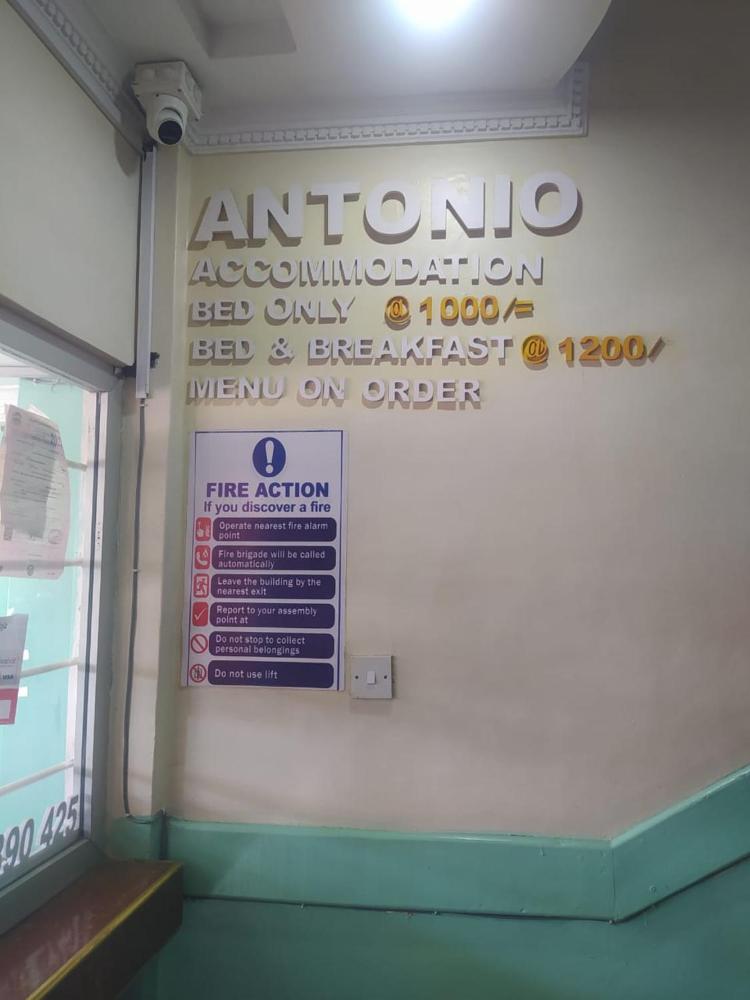 ANTONIO
ACCOMMODATION
BED ONLY @ 1000/=
BED & BREAKFAST @ 1200/
MENU ON ORDER
!
FIRE ACTION
If you discover a fire
Operate nearest fire alarm
point
Fire brigade will be called
automatically
Leave the building by the
nearest exit
Report to your assembly
point at
Do not stop to collect
personal belongings
Do not use lift
390 425